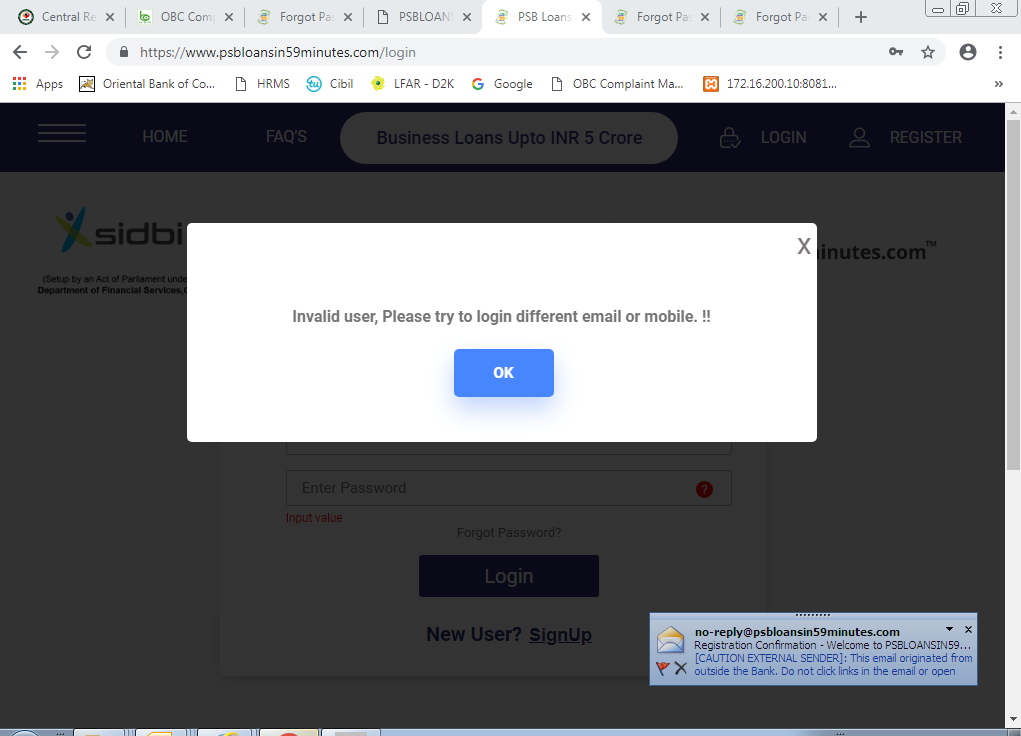 Central Re
OBC Comp
Forgot Pas
PSBLOANS
PSB Loans
Forgot Pas
Forgot Pas
https://www.psbloansin59minutes.com/login
Apps
Oriental Bank of Co...
HRMS
Cibil
LFAR - D2K
Google
OBC Complaint Ma...
172.16.200.10:8081...
»
HOME
FAQ'S
Business Loans Upto INR 5 Crore
LOGIN
REGISTER
sidbi
(Setup by an Act of Parliament unde
Department of Financial Services,
inutes.com™
X
Invalid user, Please try to login different email or mobile. !!
OK
Enter Password
?
Input value
Forgot Password?
Login
New User? SignUp
no-reply@psbloansin59minutes.com
Registration Confirmation - Welcome to PSBLOANSIN59...
[CAUTION EXTERNAL SENDER]: This email originated from
outside the Bank. Do not click links in the email or open